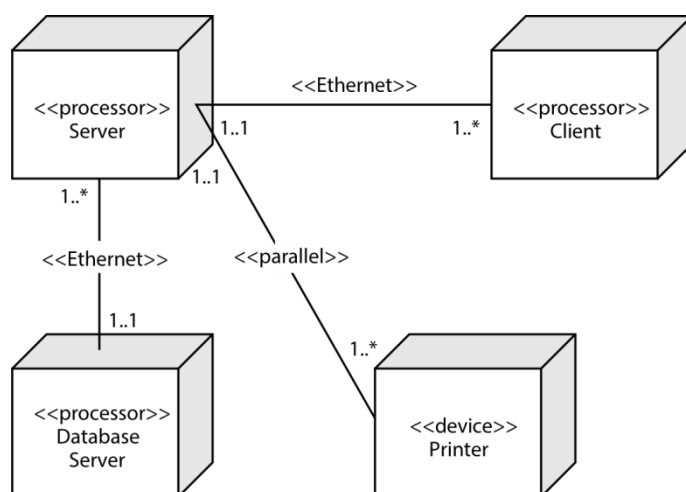 <<Ethernet>>
<<processor>>
Server
<<processor>>
Client
1..1
1..*
1..1
1..*
<<Ethernet>>
<<parallel>>
1..1
1..*
<<processor>>
Database
Server
<<device>>
Printer